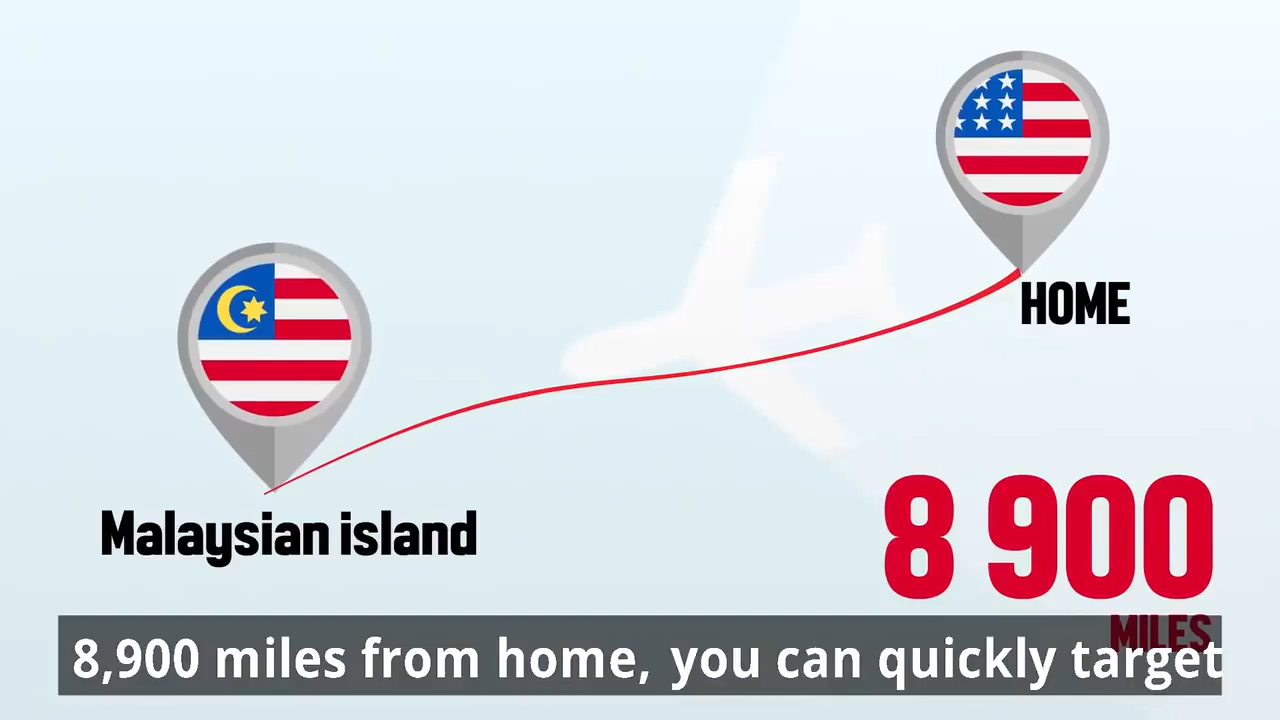 HOME
Malaysian island
8 900
MILES
8,900 miles from home, you can quickly target